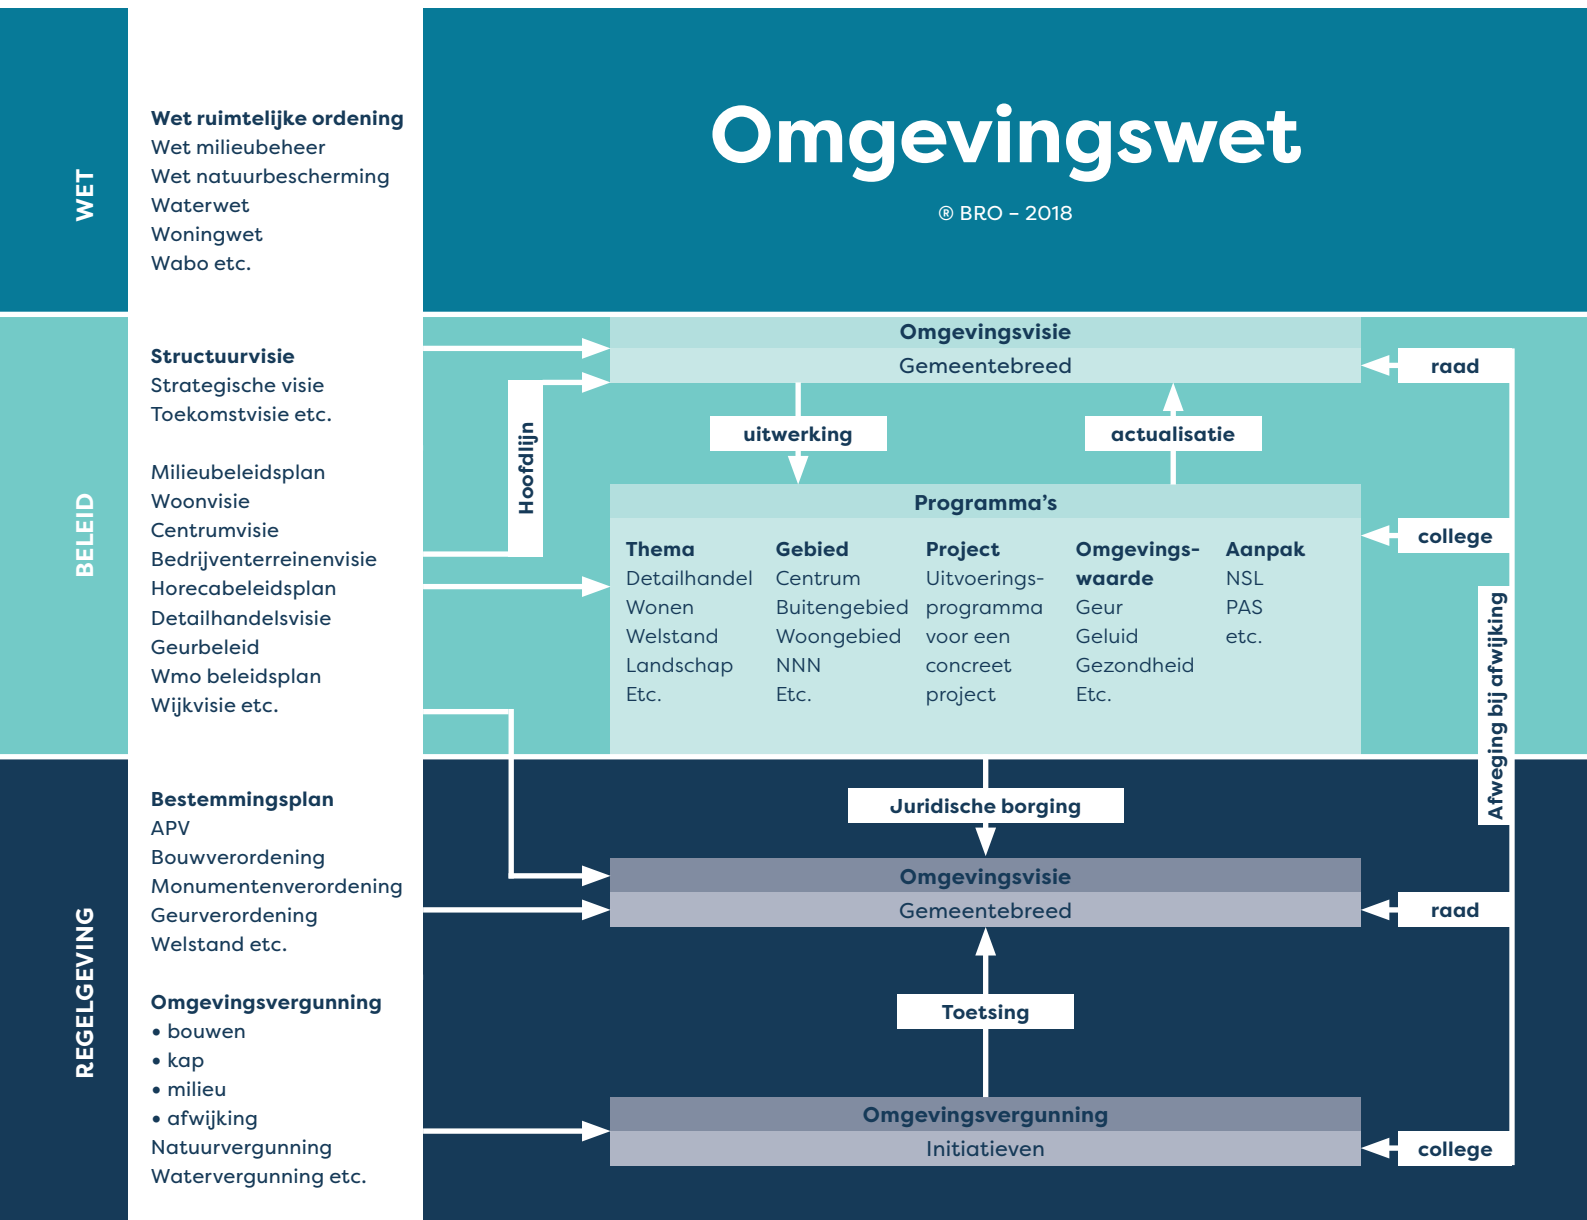 WET
Wet ruimtelijke ordening
Wet milieubeheer
Wet natuurbescherming
Waterwet
Woningwet
Wabo etc.
Omgevingswet
® BRO – 2018
BELEID
Structuurvisie
Strategische visie
Toekomstvisie etc.
Milieubeleidsplan
Woonvisie
Centrumvisie
Bedrijventerreinenvisie
Horecabeleidsplan
Detailhandelsvisie
Geurbeleid
Wmo beleidsplan
Wijkvisie etc.
Hoofdlijn
Omgevingsvisie
Gemeentebreed
raad
uitwerking
actualisatie
Programma's
college
Thema
Detailhandel
Wonen
Welstand
Landschap
Etc.
Gebied
Centrum
Buitengebied
Woongebied
NNN
Etc.
Project
Uitvoerings-
programma
voor een
concreet
project
Omgevings-
waarde
Geur
Geluid
Gezondheid
Etc.
Aanpak
NSL
PAS
etc.
Afweging bij afwijking
REGELGEVING
Bestemmingsplan
APV
Bouwverordening
Monumentenverordening
Geurverordening
Welstand etc.
Omgevingsvergunning
• bouwen
• kap
• milieu
• afwijking
Natuurvergunning
Watervergunning etc.
Juridische borging
Omgevingsvisie
Gemeentebreed
raad
Toetsing
Omgevingsvergunning
Initiatieven
college